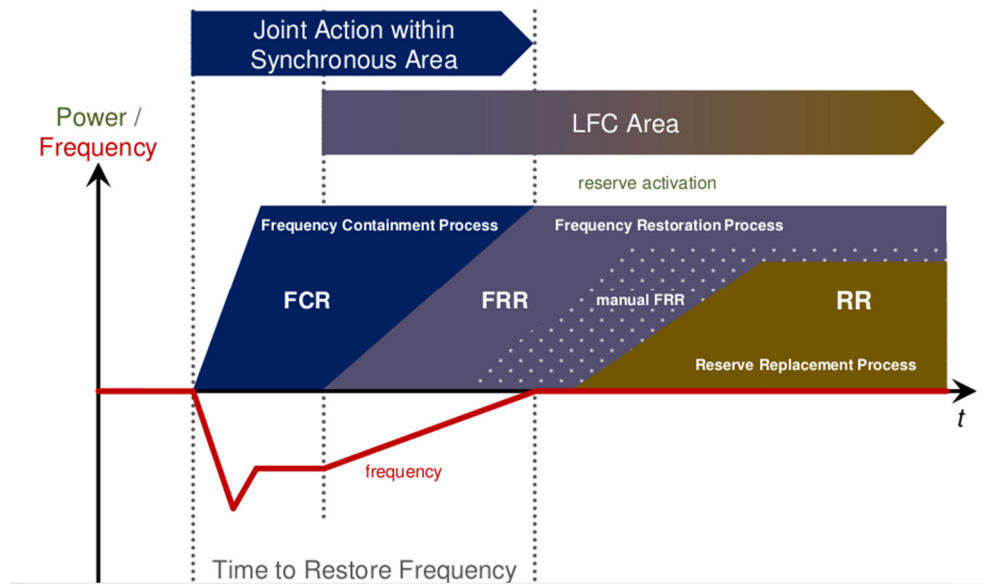 Joint Action within
Synchronous Area
LFC Area
Power /
Frequency
reserve activation
Frequency Containment Process
Frequency Restoration Process
FCR
FRR
manual FRR
RR
Reserve Replacement Process
t
frequency
Time to Restore Frequency